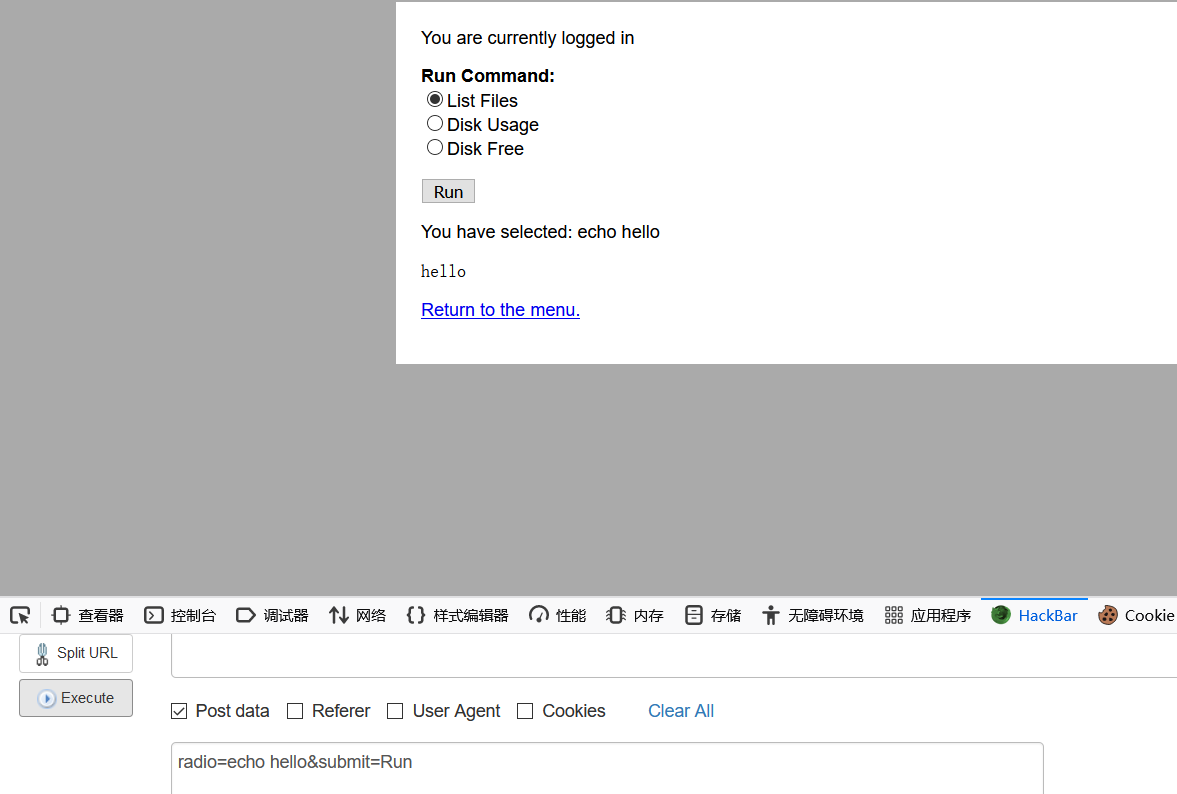 You are currently logged in
Run Command:
List Files
Disk Usage
Disk Free
Run
You have selected: echo hello
hello
Return to the menu.
查看器 控制台 调试器 网络 样式编辑器 性能 内存 存储 无障碍环境 应用程序 HackBar Cookie
Split URL
Execute
Post data Referer User Agent Cookies Clear All
radio=echo hello&submit=Run